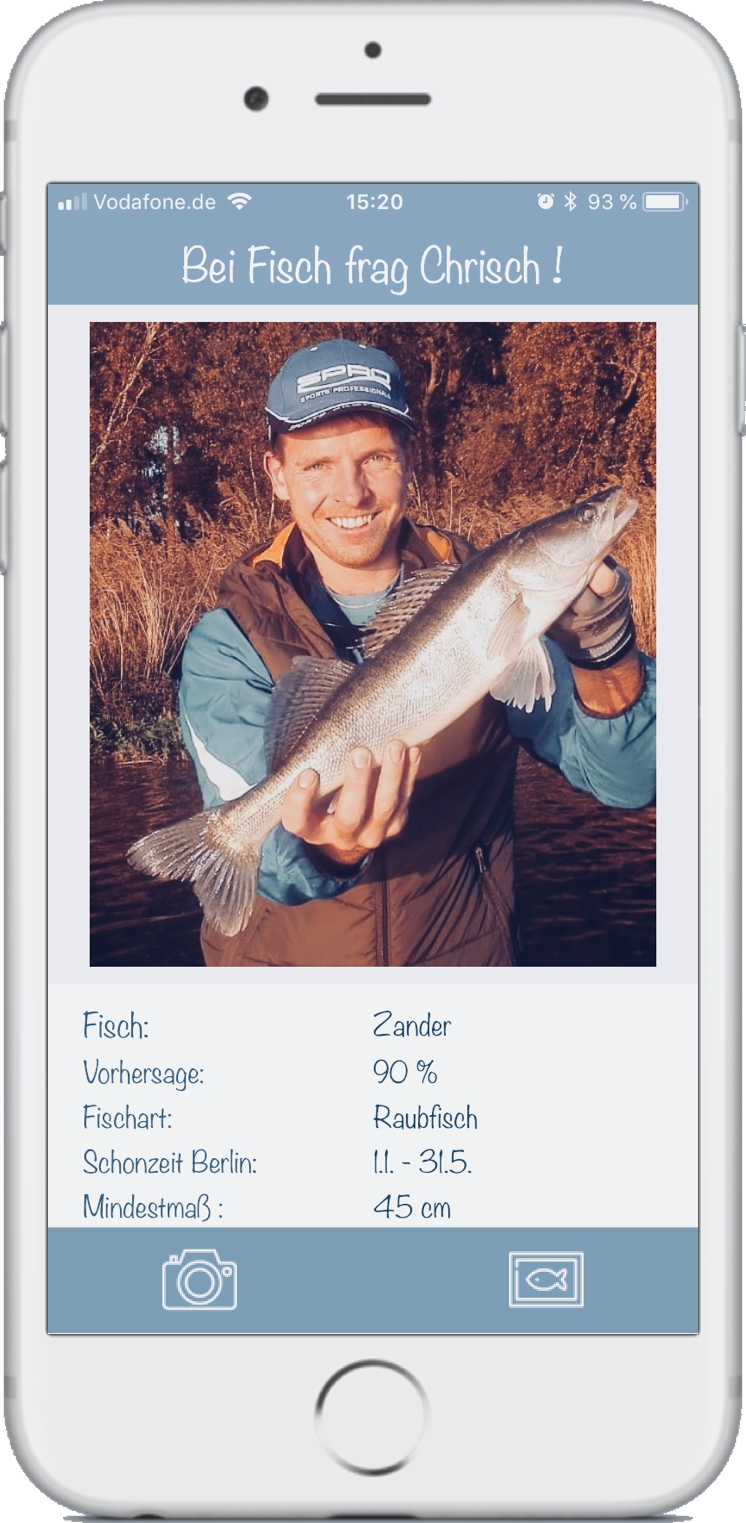 Vodafone.de 15:20 93 %
Bei Fisch frag Chrisch !
SPRO
SPORTS PROFESSIONALS
Fisch: Zander
Vorhersage: 90 %
Fischart: Raubfisch
Schonzeit Berlin: 1.1. - 31.5.
Mindestmaß : 45 cm